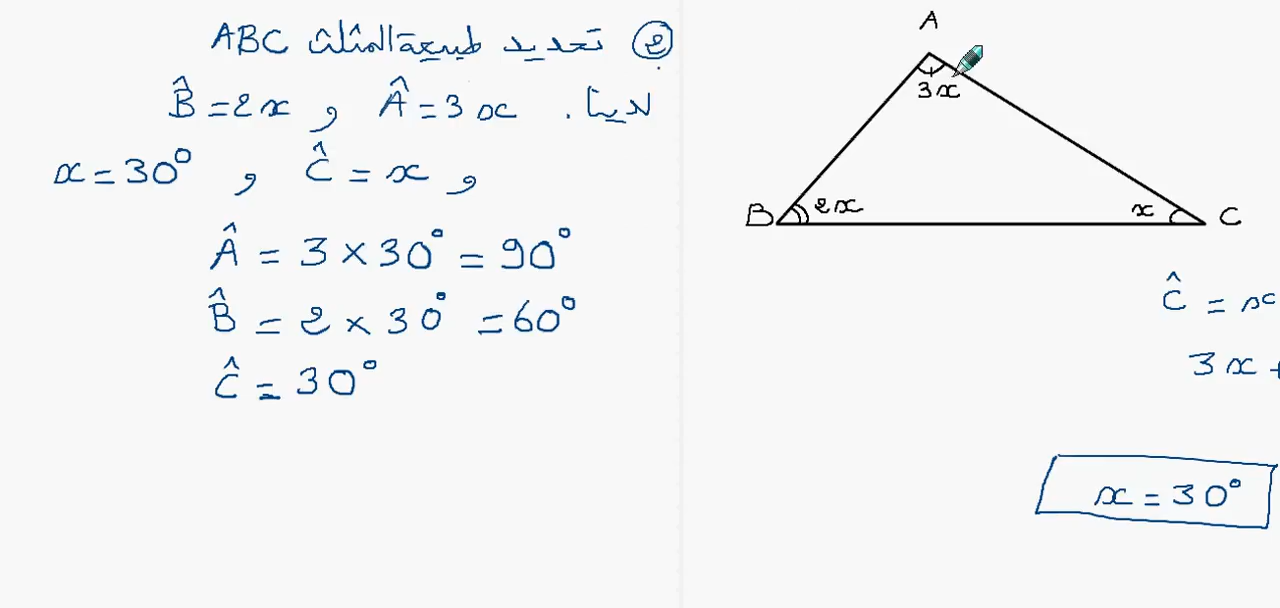 ② تحديد طبيعة المثلث ABC
لدينا . Â = 3x و B̂ = 2x
و Ĉ = x و x = 30°
Â = 3 × 30° = 90°
B̂ = 2 × 30° = 60°
Ĉ = 30°
A
3x
B
2x
x
C
Ĉ = x
3x +
x = 30°